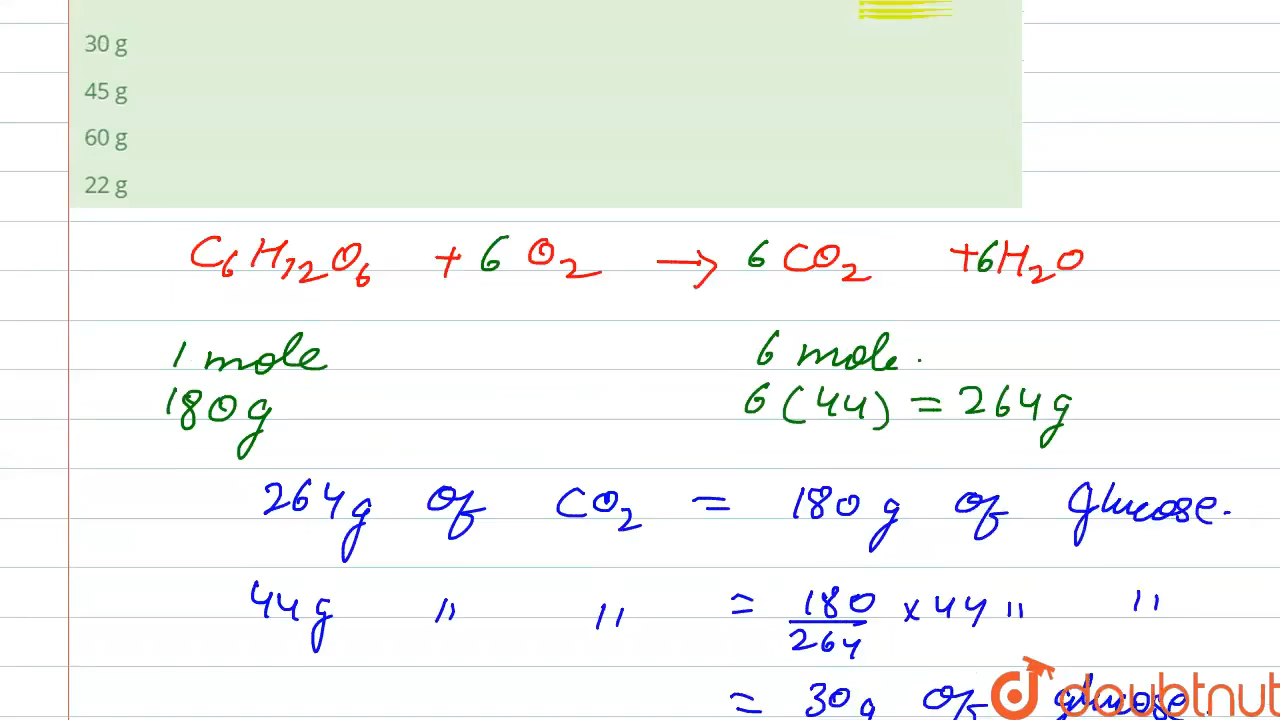 30 g
45 g
60 g
22 g
C₆H₁₂O₆ + 6 O₂ → 6 CO₂ + 6H₂O
1 mole 6 mole.
180g 6(44) = 264g
264g of CO₂ = 180 g of glucose.
44g " " = 180/264 × 44 " "
= 30g of glucose.
doubtnut